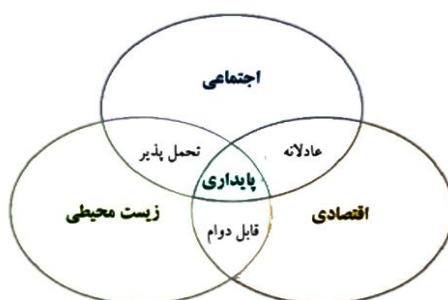 اجتماعی
عادلانه
تحمل پذیر
پایداری
اقتصادی
زیست محیطی
قابل دوام